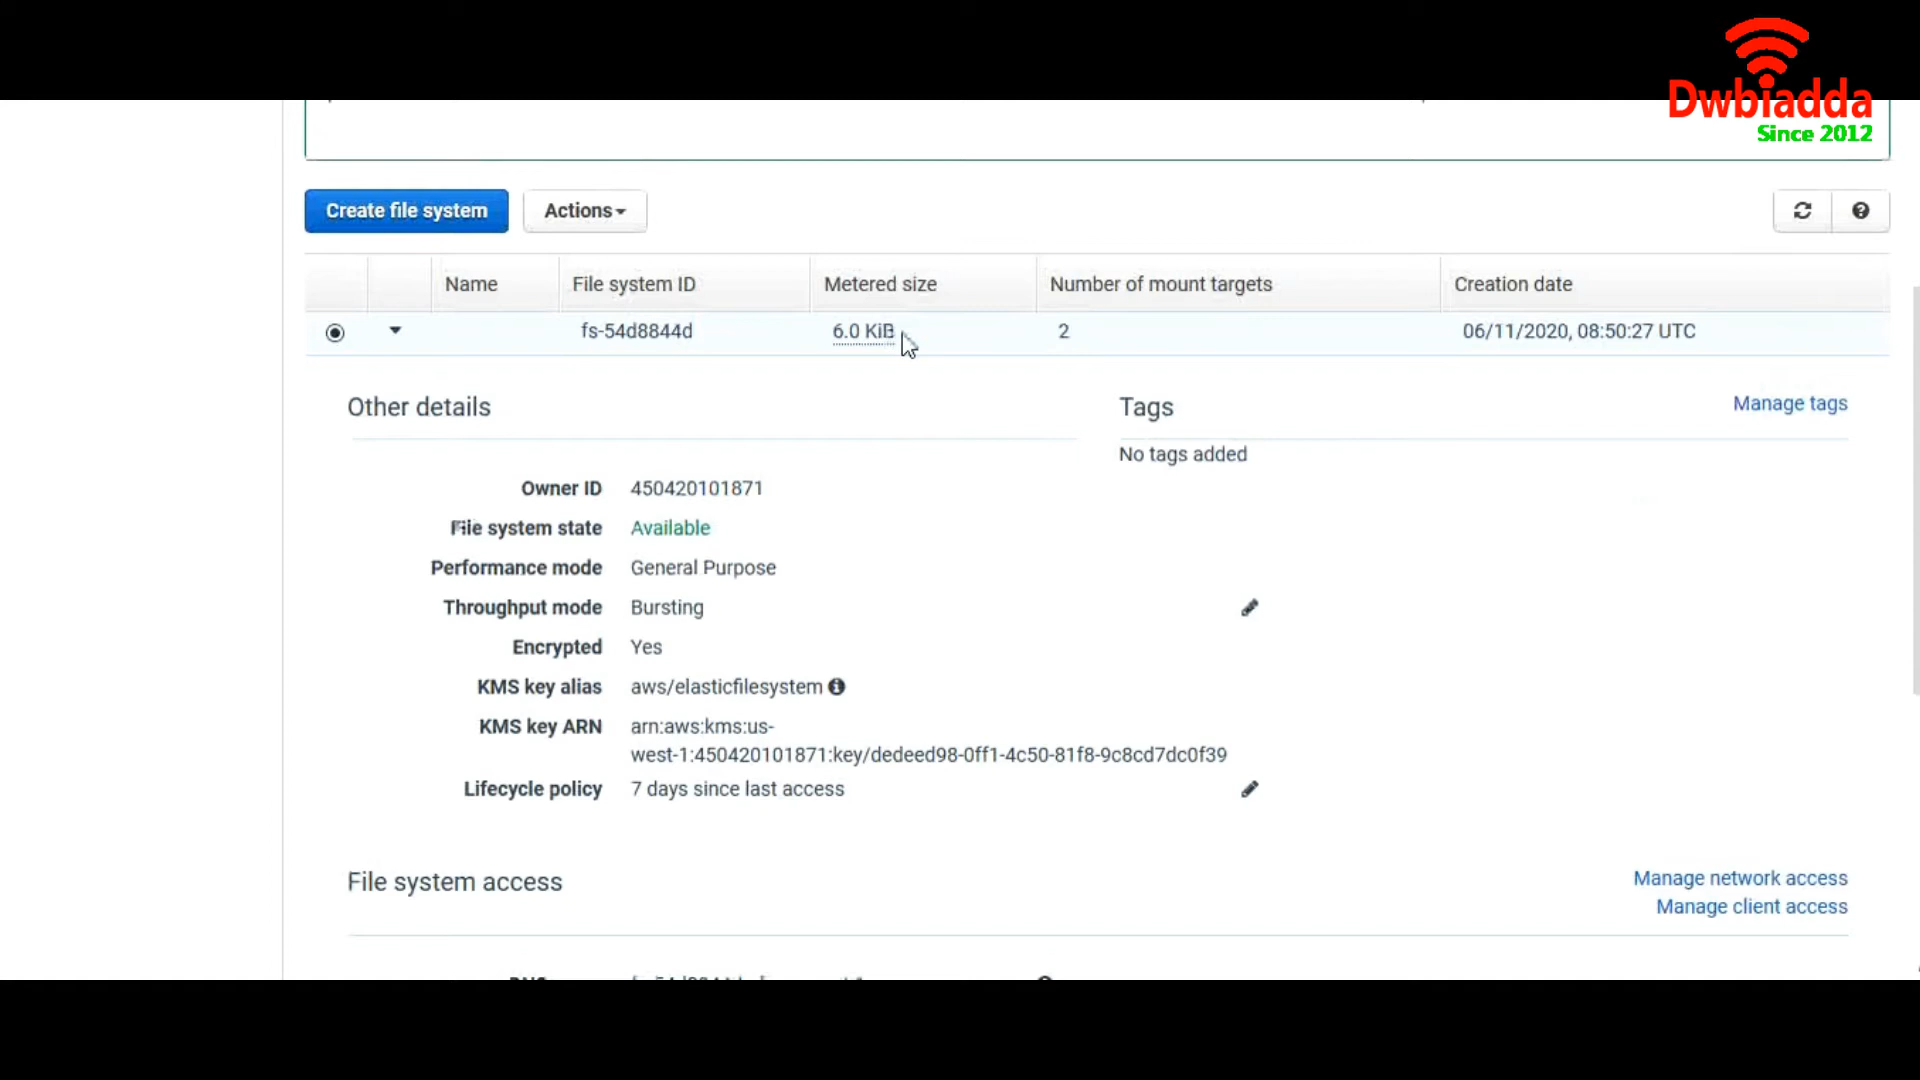 Dwbiadda
Since 2012
Create file system
Actions
Name File system ID Metered size Number of mount targets Creation date
fs-54d8844d 6.0 KiB 2 06/11/2020, 08:50:27 UTC
Other details
Tags
Manage tags
No tags added
Owner ID 450420101871
File system state Available
Performance mode General Purpose
Throughput mode Bursting
Encrypted Yes
KMS key alias aws/elasticfilesystem
KMS key ARN arn:aws:kms:us-
west-1:450420101871:key/dedeed98-0ff1-4c50-81f8-9c8cd7dc0f39
Lifecycle policy 7 days since last access
File system access
Manage network access
Manage client access